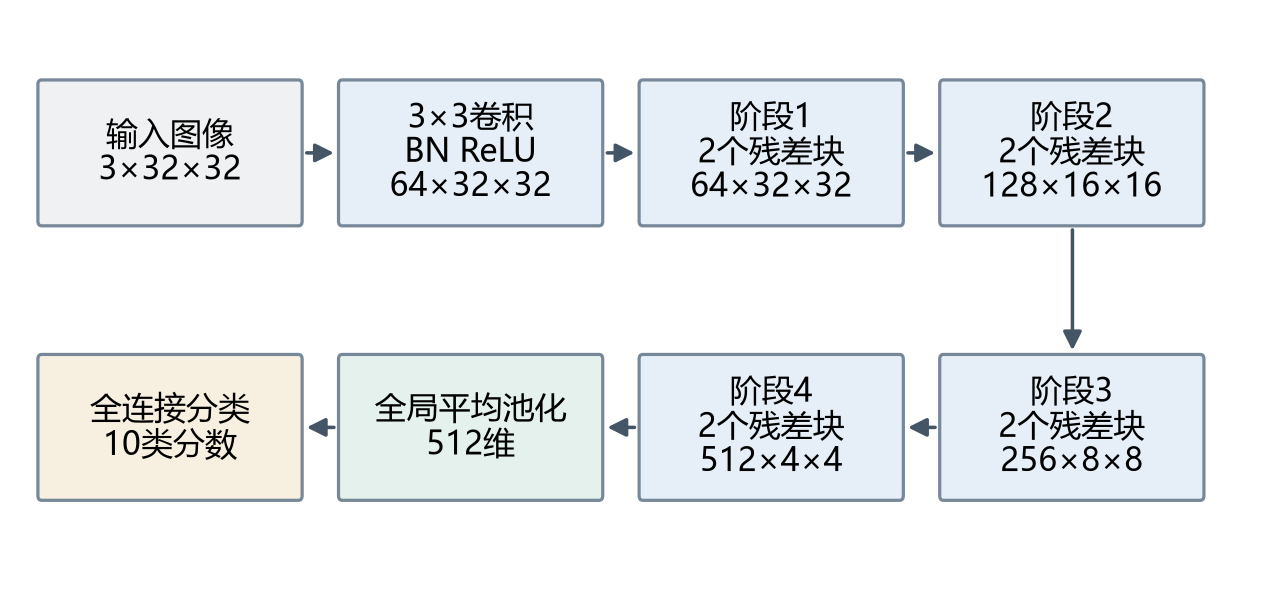 输入图像
3×32×32
3×3卷积
BN ReLU
64×32×32
阶段1
2个残差块
64×32×32
阶段2
2个残差块
128×16×16
阶段3
2个残差块
256×8×8
阶段4
2个残差块
512×4×4
全局平均池化
512维
全连接分类
10类分数